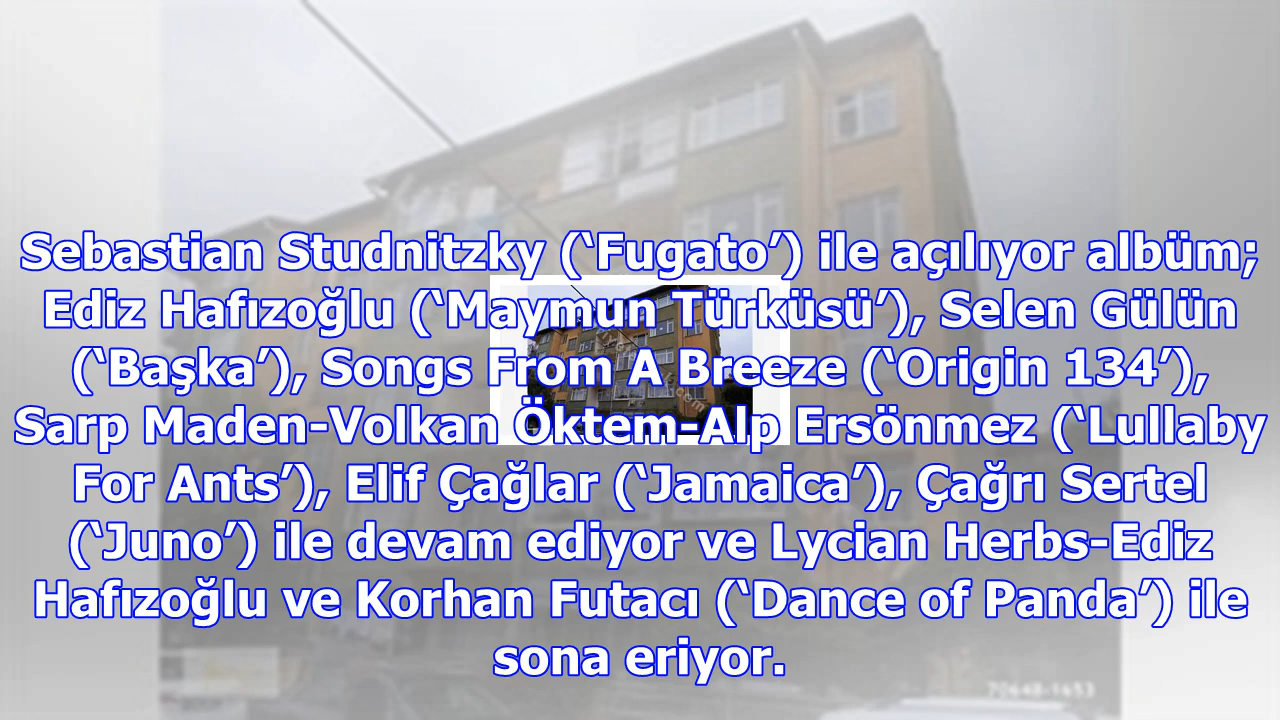 Sebastian Studnitzky (‘Fugato’) ile açılıyor albüm;
Ediz Hafızoğlu (‘Maymun Türküsü’), Selen Gülün
(‘Başka’), Songs From A Breeze (‘Origin 134’),
Sarp Maden-Volkan Öktem-Alp Ersönmez (‘Lullaby
For Ants’), Elif Çağlar (‘Jamaica’), Çağrı Sertel
(‘Juno’) ile devam ediyor ve Lycian Herbs-Ediz
Hafızoğlu ve Korhan Futacı (‘Dance of Panda’) ile
sona eriyor.
70648-1653